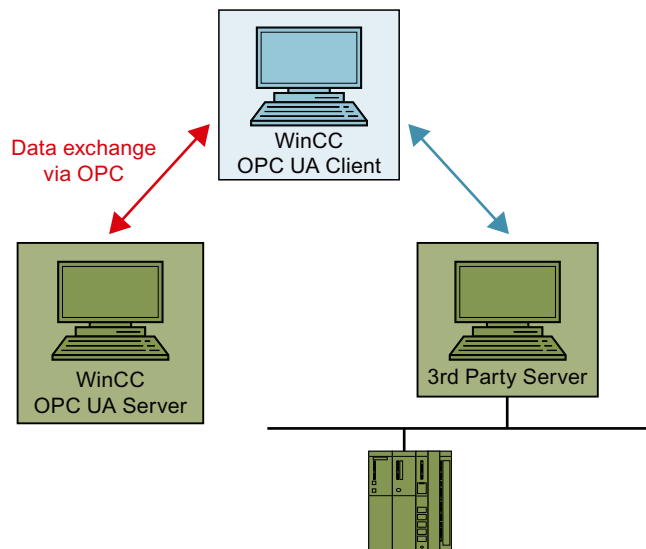 WinCC
OPC UA Client
Data exchange
via OPC
WinCC
OPC UA Server
3rd Party Server